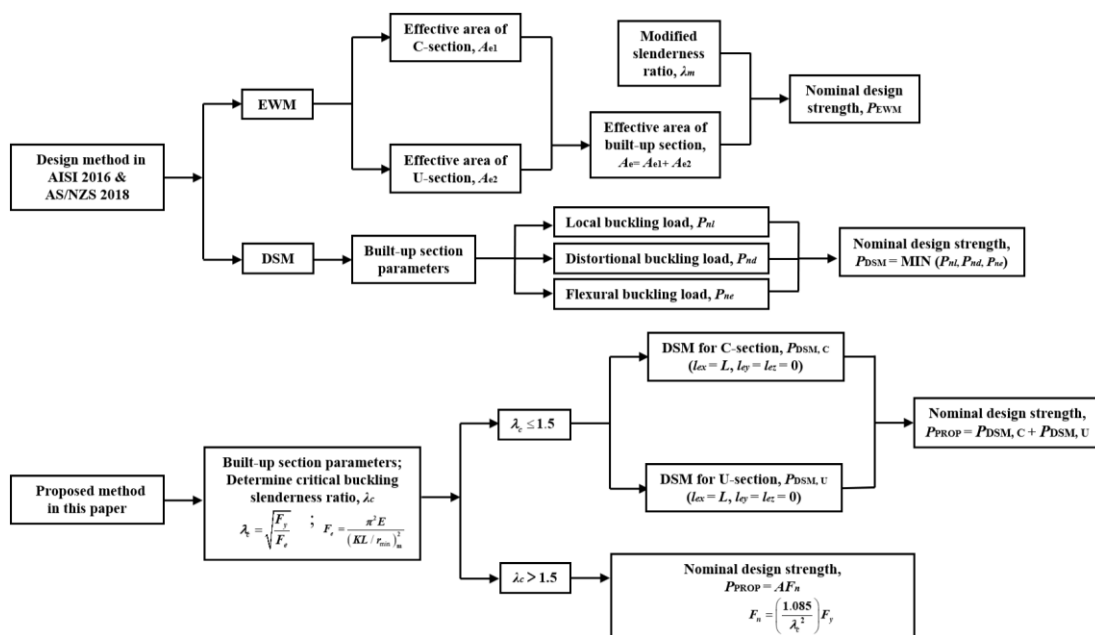 Design method in
AISI 2016 &
AS/NZS 2018
EWM
Effective area of
C-section, Ae1
Effective area of
U-section, Ae2
Modified
slenderness
ratio, λm
Effective area of
built-up section,
Ae= Ae1+ Ae2
Nominal design
strength, PEWM
DSM
Built-up section
parameters
Local buckling load, Pnl
Distortional buckling load, Pnd
Flexural buckling load, Pne
Nominal design strength,
PDSM = MIN (Pnl, Pnd, Pne)
Proposed method
in this paper
Built-up section parameters;
Determine critical buckling
slenderness ratio, λc
λc = √(Fy/Fe) ; Fe = π²E/(KL/rmin)²m
λc ≤ 1.5
DSM for C-section, PDSM, C
(lex = L, ley = lez = 0)
DSM for U-section, PDSM, U
(lex = L, ley = lez = 0)
Nominal design strength,
PPROP = PDSM, C + PDSM, U
λc > 1.5
Nominal design strength,
PPROP = AFn
Fn = (1.085/λc²)Fy